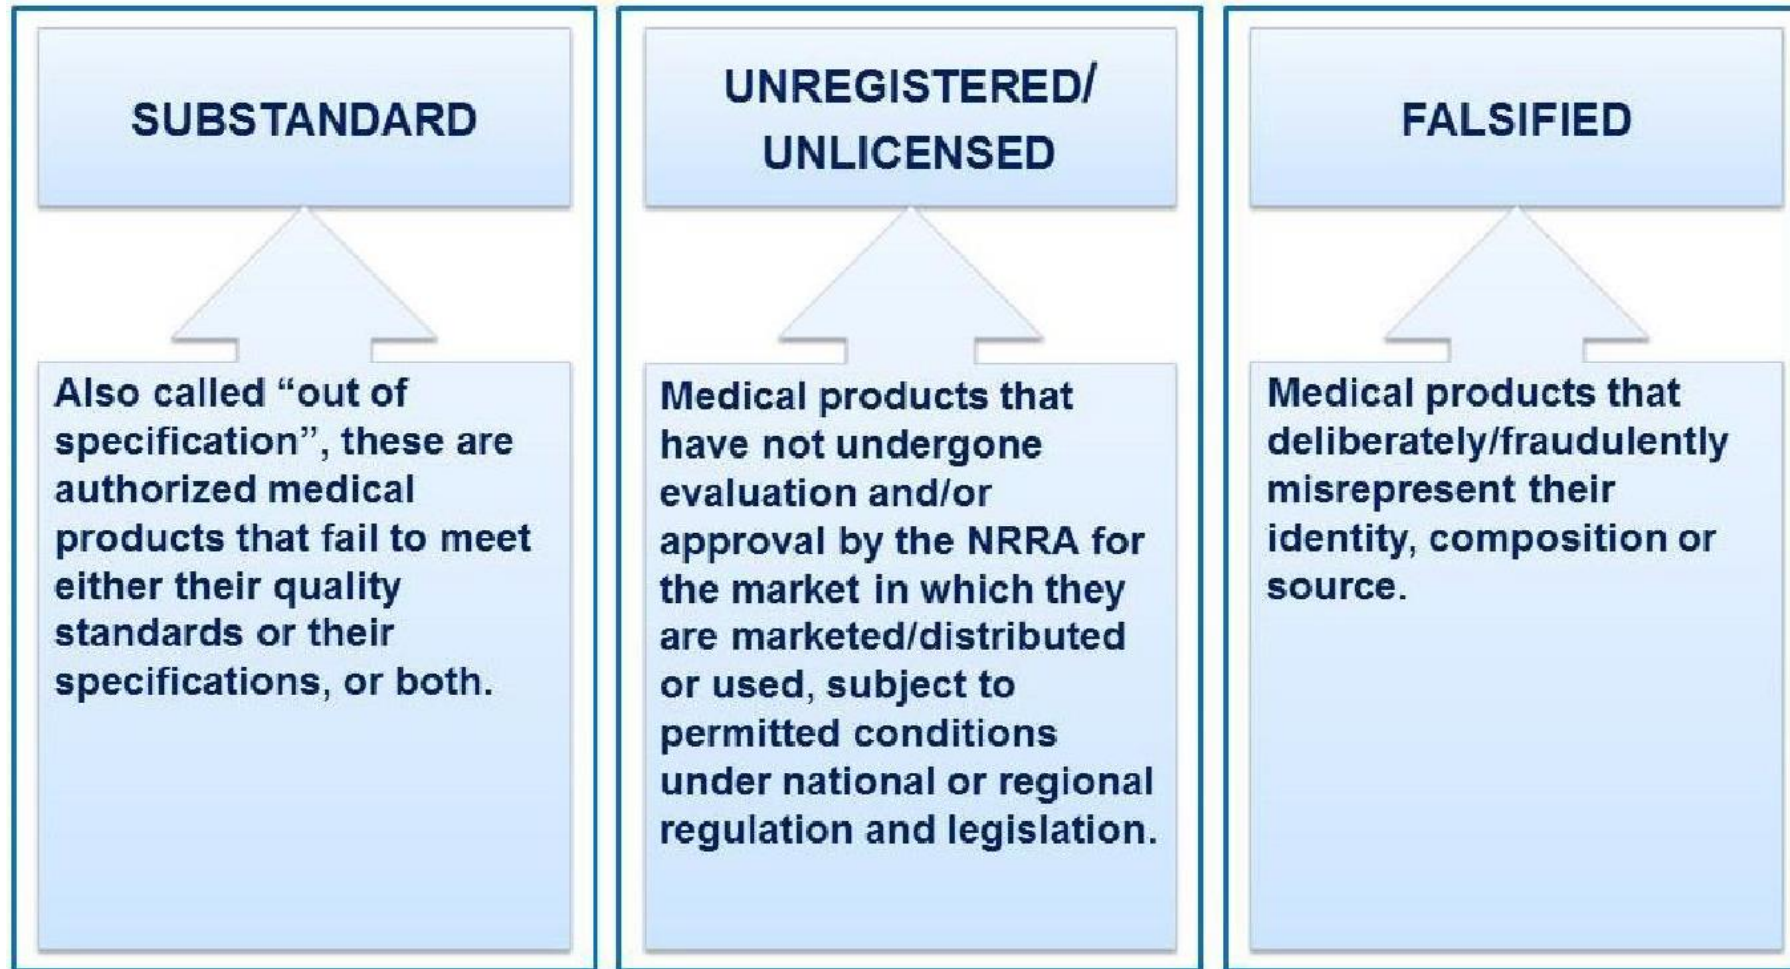 SUBSTANDARD
Also called “out of
specification”, these are
authorized medical
products that fail to meet
either their quality
standards or their
specifications, or both.
UNREGISTERED/
UNLICENSED
Medical products that
have not undergone
evaluation and/or
approval by the NRRA for
the market in which they
are marketed/distributed
or used, subject to
permitted conditions
under national or regional
regulation and legislation.
FALSIFIED
Medical products that
deliberately/fraudulently
misrepresent their
identity, composition or
source.